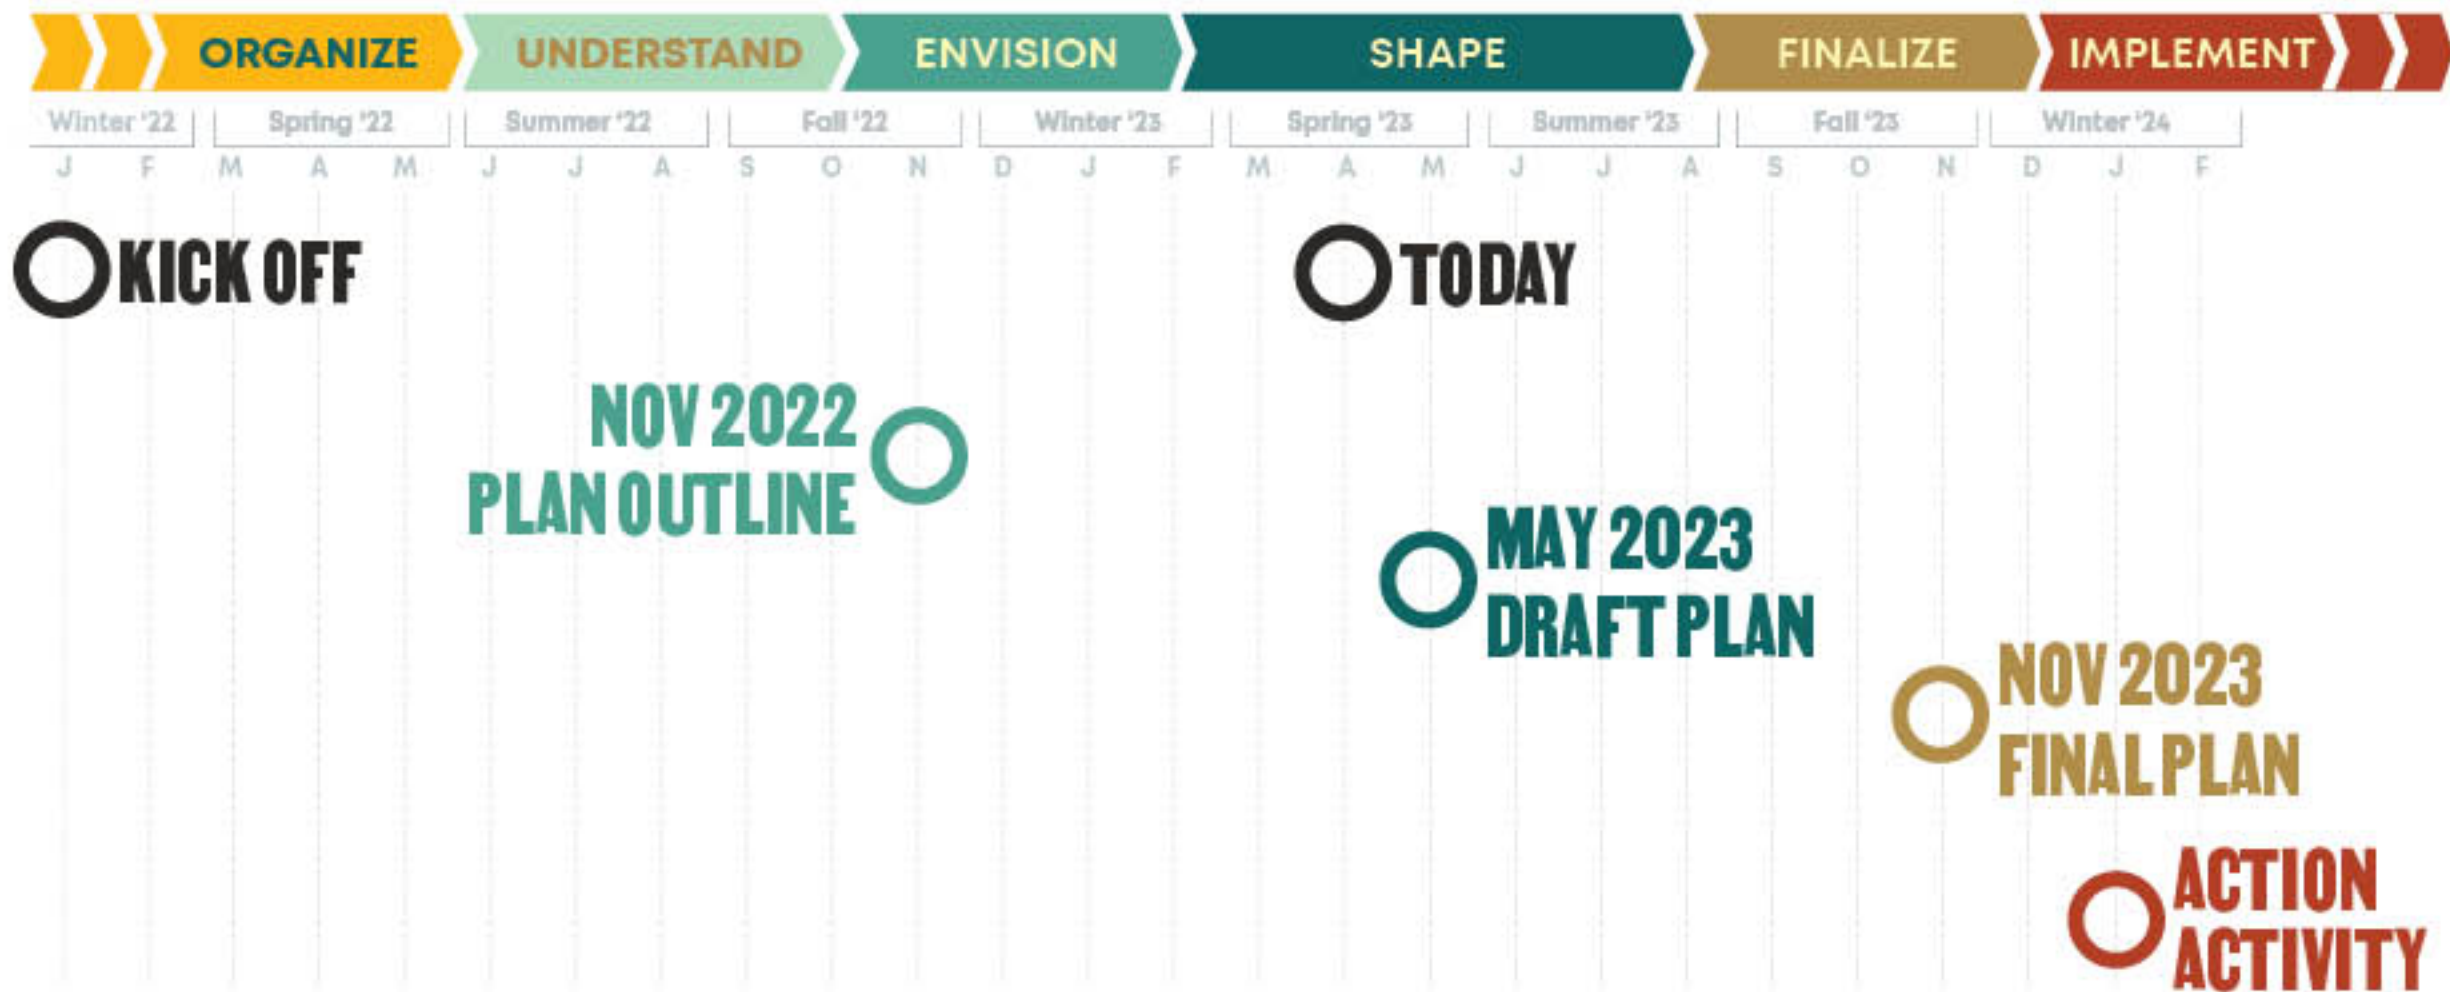 ORGANIZE UNDERSTAND ENVISION SHAPE FINALIZE IMPLEMENT
Winter '22 Spring '22 Summer '22 Fall '22 Winter '23 Spring '23 Summer '23 Fall '23 Winter '24
J F M A M J J A S O N D J F M A M J J A S O N D J F
KICK OFF
TODAY
NOV 2022
PLAN OUTLINE
MAY 2023
DRAFT PLAN
NOV 2023
FINAL PLAN
ACTION
ACTIVITY